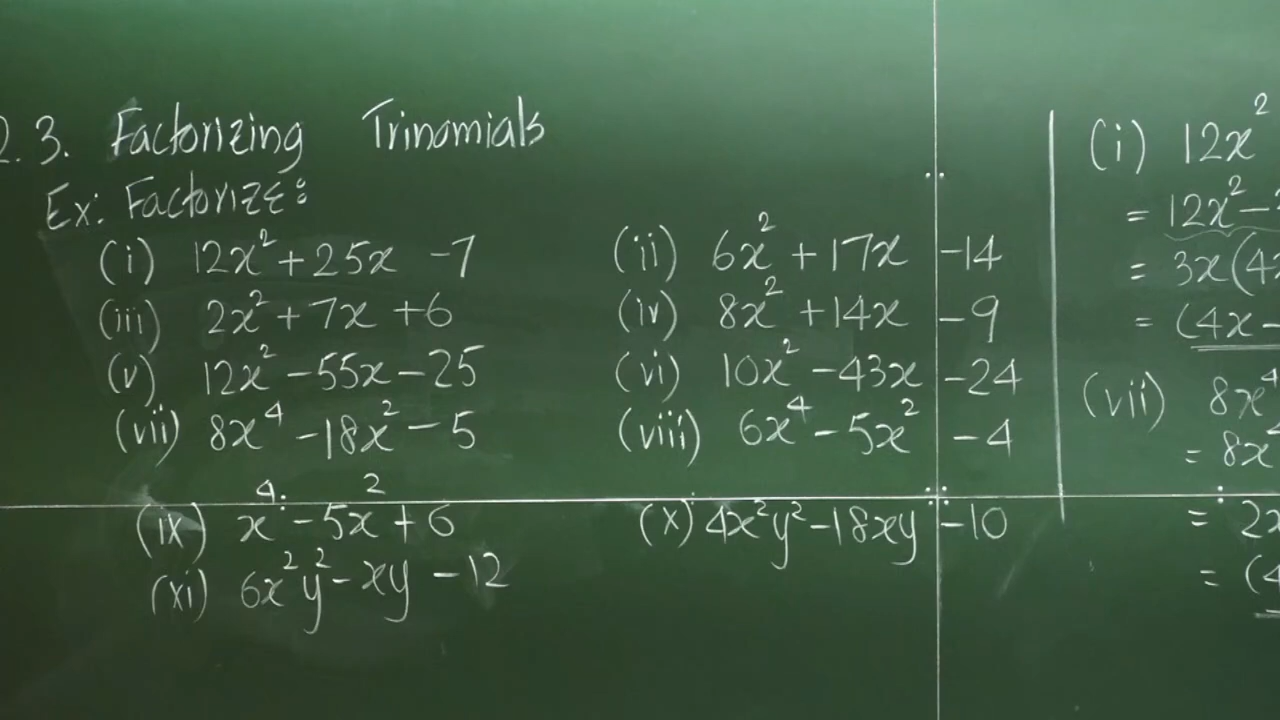 2.3. Factorizing Trinomials
Ex: Factorize:
(i) 12x² + 25x - 7 (ii) 6x² + 17x - 14
(iii) 2x² + 7x + 6 (iv) 8x² + 14x - 9
(v) 12x² - 55x - 25 (vi) 10x² - 43x - 24
(vii) 8x⁴ - 18x² - 5 (viii) 6x⁴ - 5x² - 4
(ix) x⁴ - 5x² + 6 (x) 4x²y² - 18xy - 10
(xi) 6x²y² - xy - 12
(i) 12x²
= 12x² -
= 3x(4x
= (4x -
(vii) 8x⁴
= 8x
= 2x
= (4